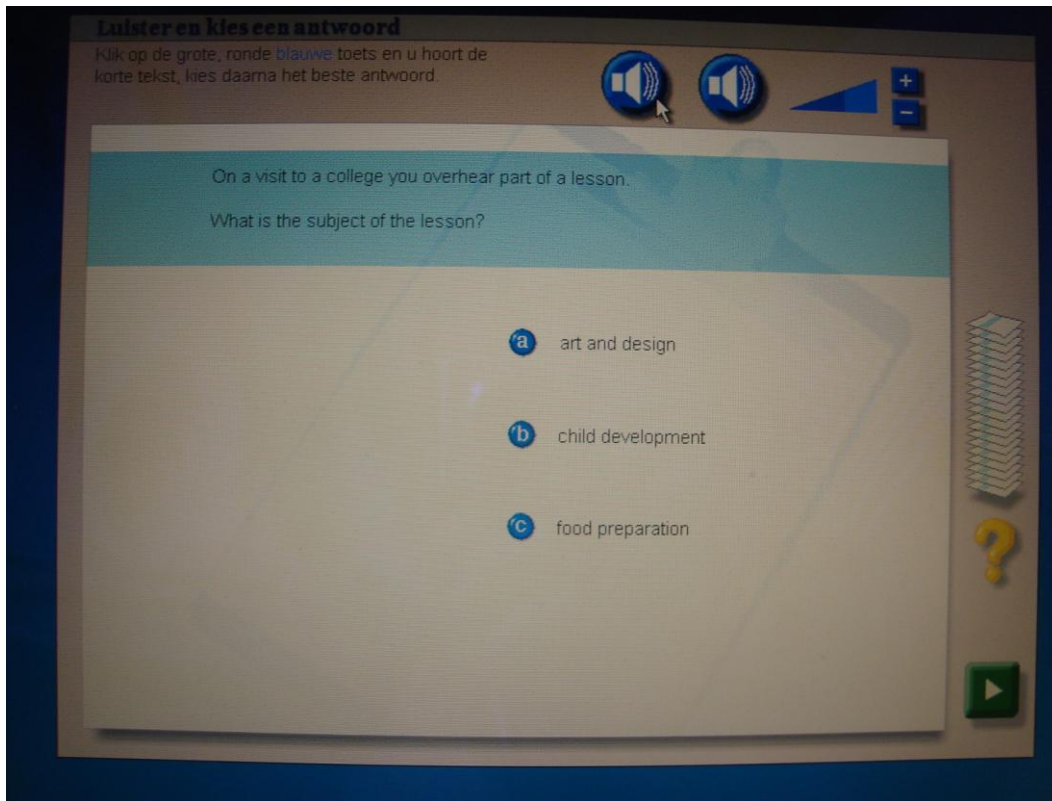 Luister en kies een antwoord
Klik op de grote, ronde blauwe toets en u hoort de
korte tekst, kies daarna het beste antwoord.
+
−
On a visit to a college you overhear part of a lesson.
What is the subject of the lesson?
a art and design
b child development
c food preparation
?